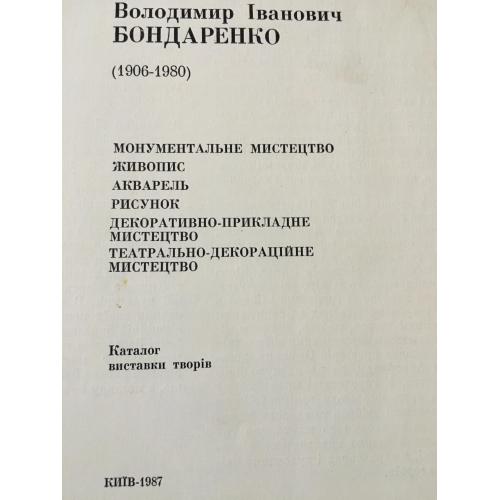 Володимир Іванович
БОНДАРЕНКО
(1906-1980)
МОНУМЕНТАЛЬНЕ МИСТЕЦТВО
ЖИВОПИС
АКВАРЕЛЬ
РИСУНОК
ДЕКОРАТИВНО-ПРИКЛАДНЕ
МИСТЕЦТВО
ТЕАТРАЛЬНО-ДЕКОРАЦІЙНЕ
МИСТЕЦТВО
Каталог
виставки творів
КИЇВ-1987